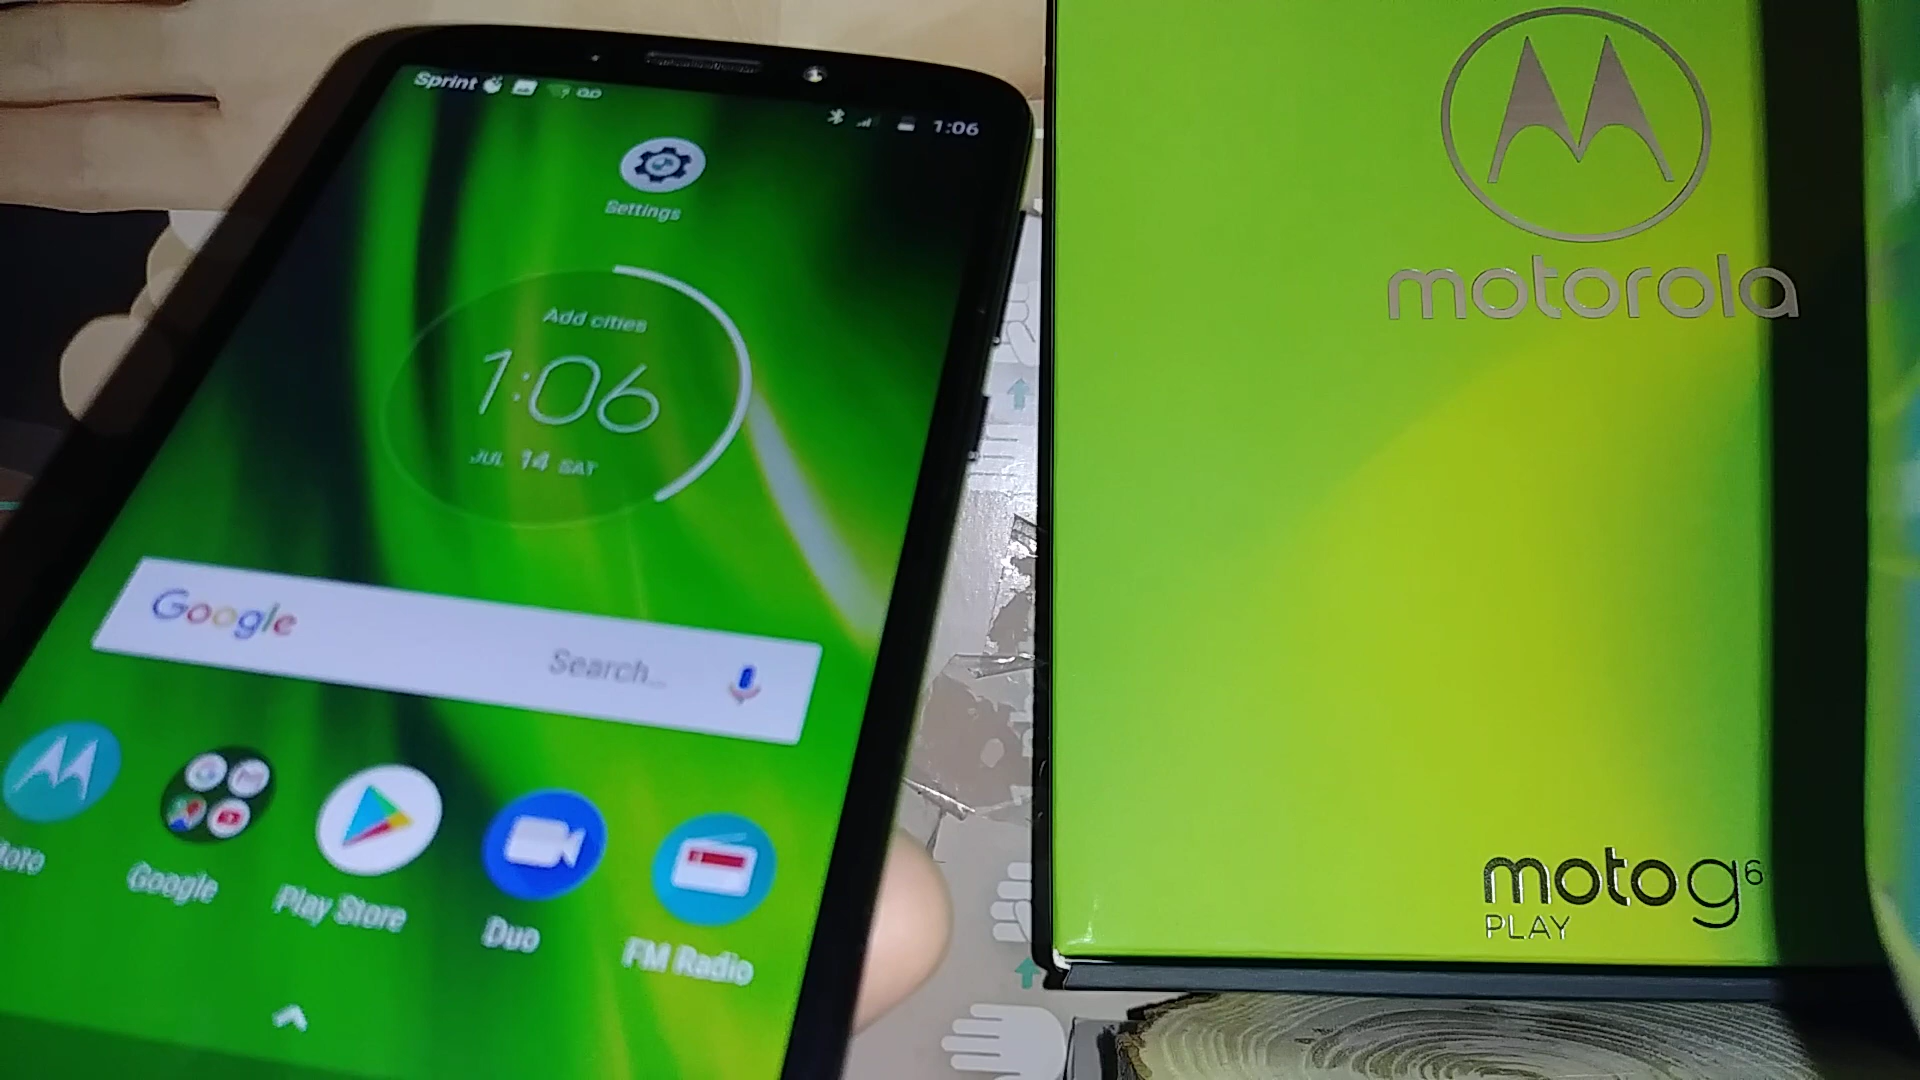 Sprint
1:06
Settings
Add cities
1:06
JUL 14 SAT
Google
Search...
Google
Play Store
Duo
FM Radio
motorola
moto g6
PLAY